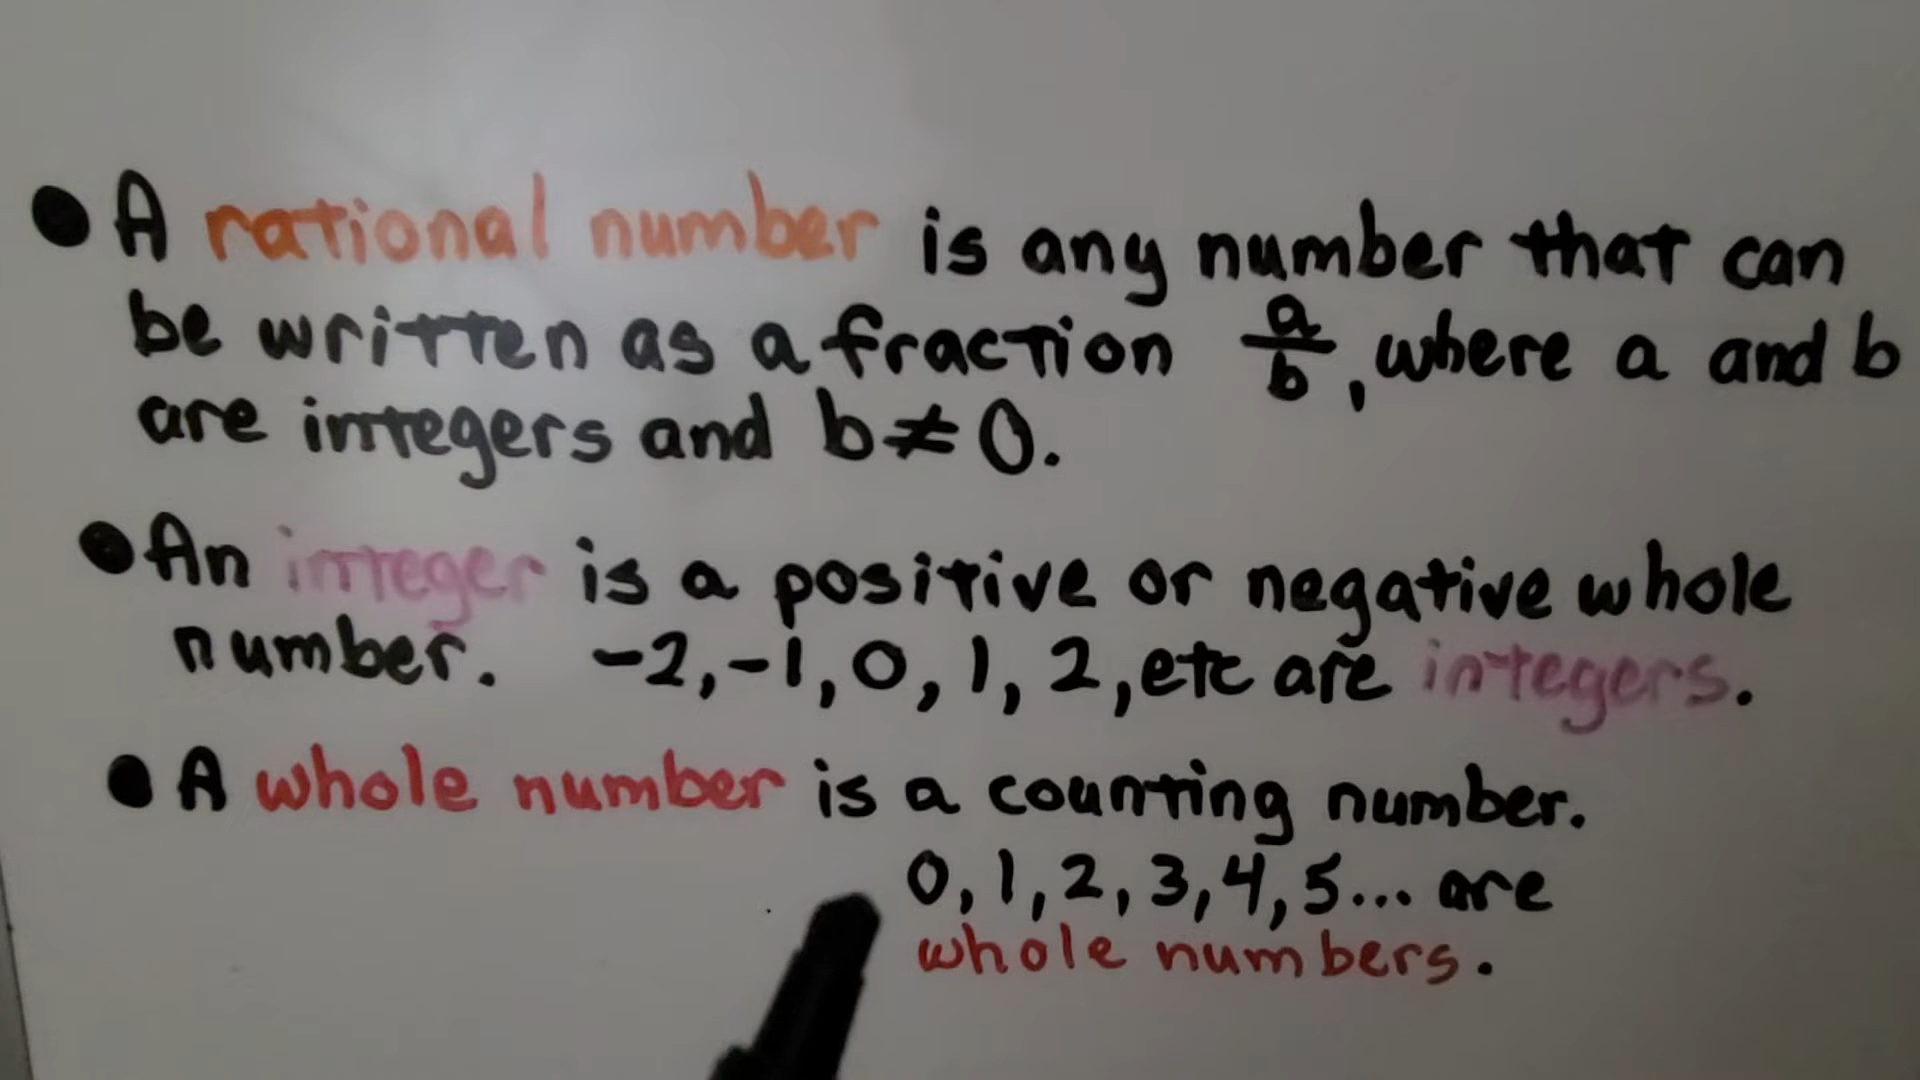 • A rational number is any number that can
be written as a fraction a/b, where a and b
are integers and b≠0.
• An integer is a positive or negative whole
number. -2, -1, 0, 1, 2, etc are integers.
• A whole number is a counting number.
0, 1, 2, 3, 4, 5... are
whole numbers.